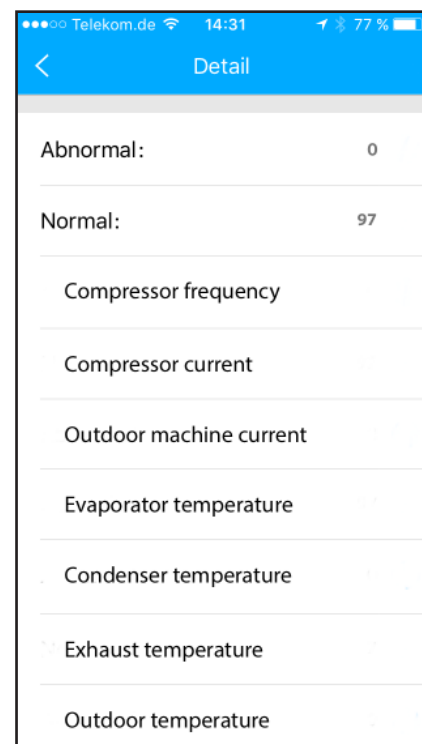 Telekom.de 14:31 77 %
Detail
Abnormal: 0
Normal: 97
Compressor frequency
Compressor current
Outdoor machine current
Evaporator temperature
Condenser temperature
Exhaust temperature
Outdoor temperature